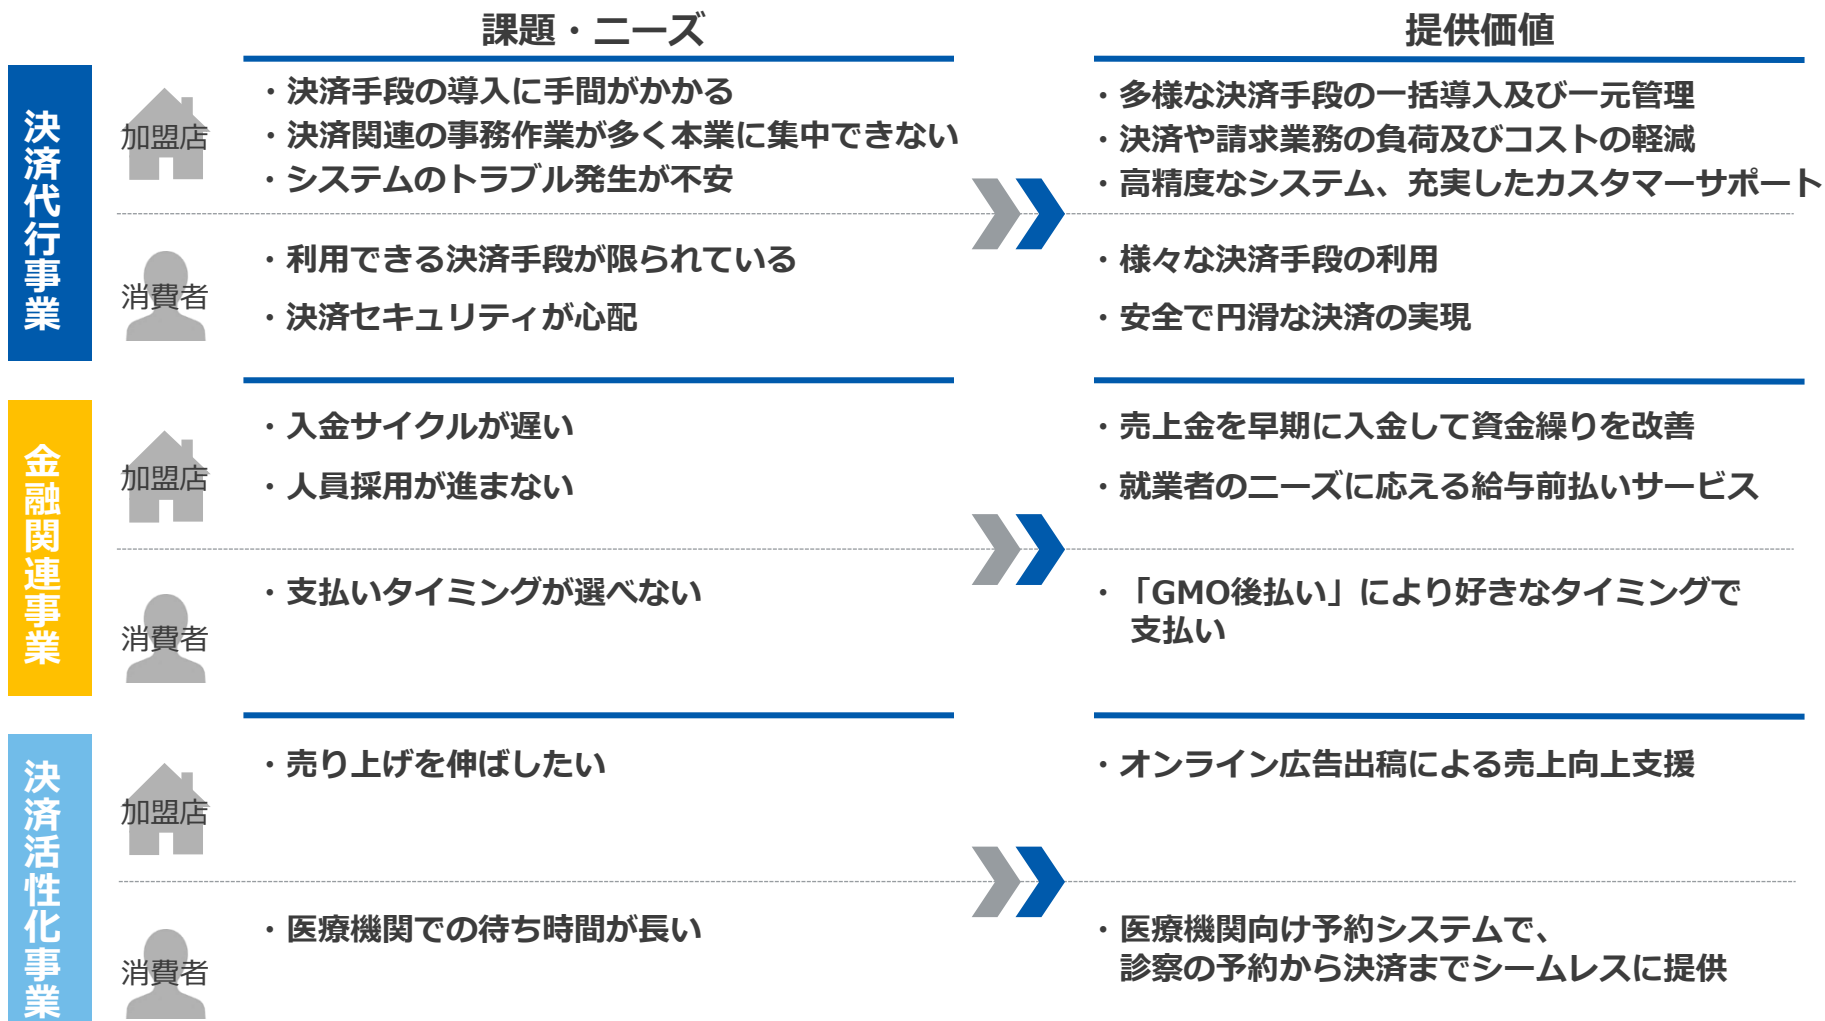 課題・ニーズ
提供価値
決済代行事業
加盟店
・決済手段の導入に手間がかかる
・決済関連の事務作業が多く本業に集中できない
・システムのトラブル発生が不安
・多様な決済手段の一括導入及び一元管理
・決済や請求業務の負荷及びコストの軽減
・高精度なシステム、充実したカスタマーサポート
消費者
・利用できる決済手段が限られている
・決済セキュリティが心配
・様々な決済手段の利用
・安全で円滑な決済の実現
金融関連事業
加盟店
・入金サイクルが遅い
・人員採用が進まない
・売上金を早期に入金して資金繰りを改善
・就業者のニーズに応える給与前払いサービス
消費者
・支払いタイミングが選べない
・「GMO後払い」により好きなタイミングで
支払い
決済活性化事業
加盟店
・売り上げを伸ばしたい
・オンライン広告出稿による売上向上支援
消費者
・医療機関での待ち時間が長い
・医療機関向け予約システムで、
診察の予約から決済までシームレスに提供